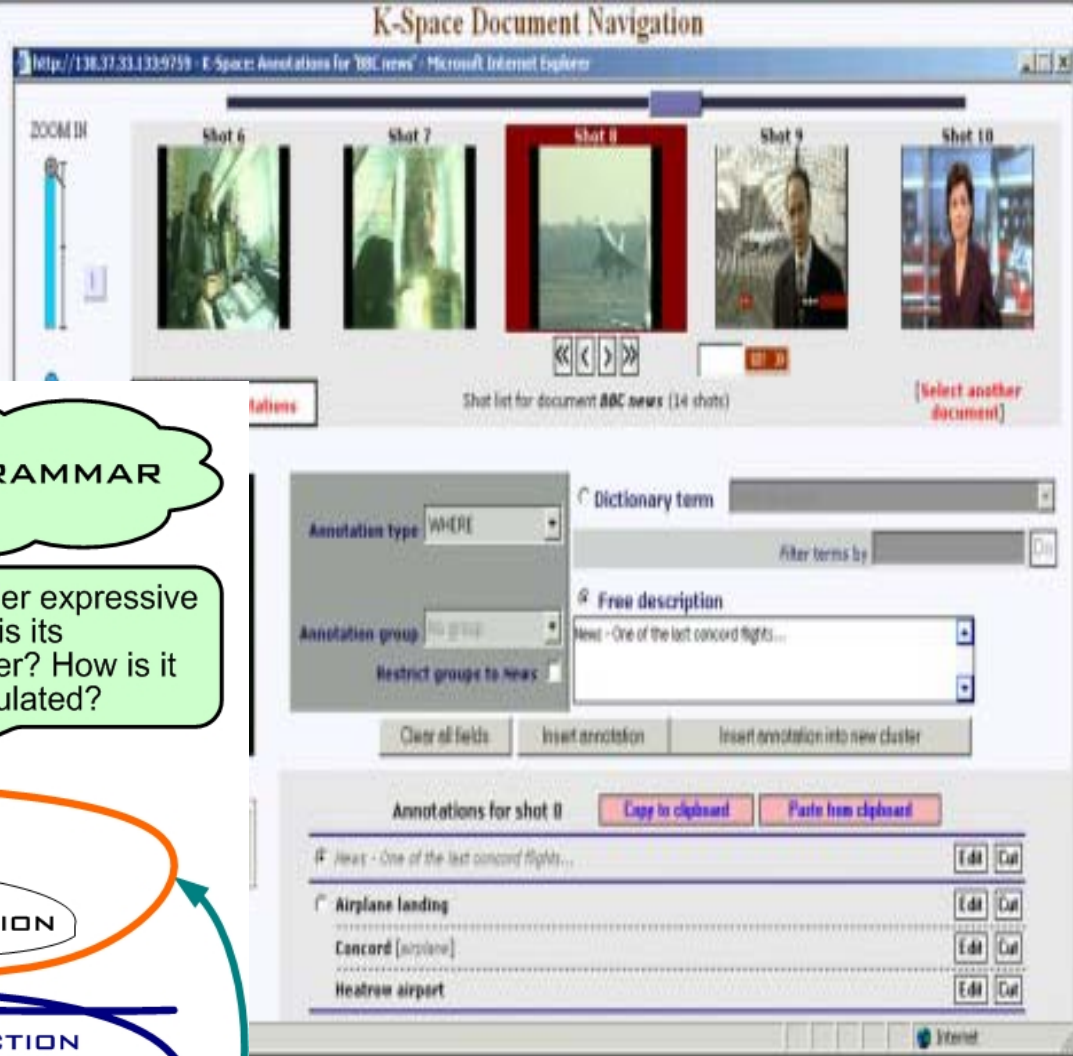 K-Space Document Navigation
http://138.37.33.133:9759 - K-Space: Annotations for 'BBC news' - Microsoft Internet Explorer
ZOOM IN
Shot 6 Shot 7 Shot 8 Shot 9 Shot 10
1
« < > »
Shot list for document BBC news (14 shots)
[Select another
document]
tations
RAMMAR
er expressive
is its
er? How is it
ulated?
ION
CTION
Annotation type WHERE
Dictionary term
Filter terms by
Annotation group No group
Free description
News - One of the last concord flights...
Restrict groups to News
Clear all fields Insert annotation Insert annotation into new cluster
Annotations for shot 8 Copy to clipboard Paste from clipboard
News - One of the last concord flights... Edit Cut
Airplane landing Edit Cut
Concord [airplane] Edit Cut
Heatrow airport Edit Cut
Internet